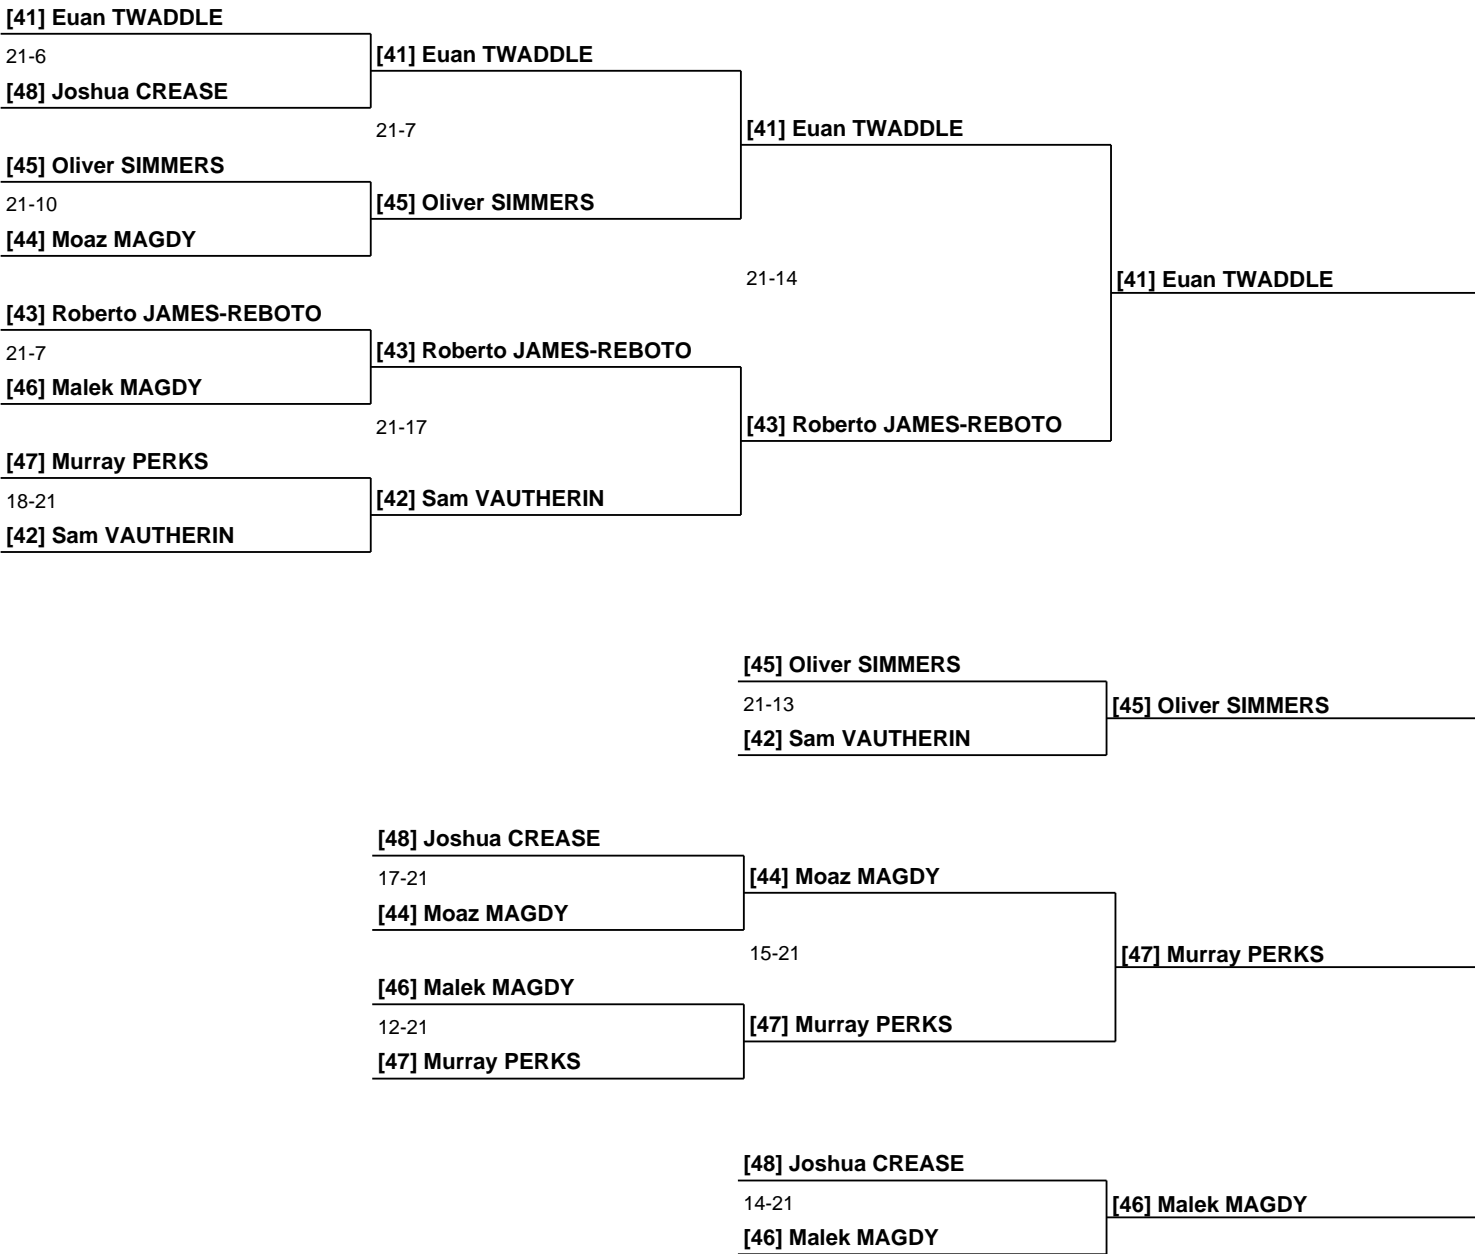 [41] Euan TWADDLE
21-6
[41] Euan TWADDLE
[48] Joshua CREASE
21-7
[41] Euan TWADDLE
[45] Oliver SIMMERS
21-10
[45] Oliver SIMMERS
[44] Moaz MAGDY
21-14
[41] Euan TWADDLE
[43] Roberto JAMES-REBOTO
21-7
[43] Roberto JAMES-REBOTO
[46] Malek MAGDY
21-17
[43] Roberto JAMES-REBOTO
[47] Murray PERKS
18-21
[42] Sam VAUTHERIN
[42] Sam VAUTHERIN
[45] Oliver SIMMERS
21-13
[45] Oliver SIMMERS
[42] Sam VAUTHERIN
[48] Joshua CREASE
17-21
[44] Moaz MAGDY
[44] Moaz MAGDY
15-21
[47] Murray PERKS
[46] Malek MAGDY
12-21
[47] Murray PERKS
[47] Murray PERKS
[48] Joshua CREASE
14-21
[46] Malek MAGDY
[46] Malek MAGDY